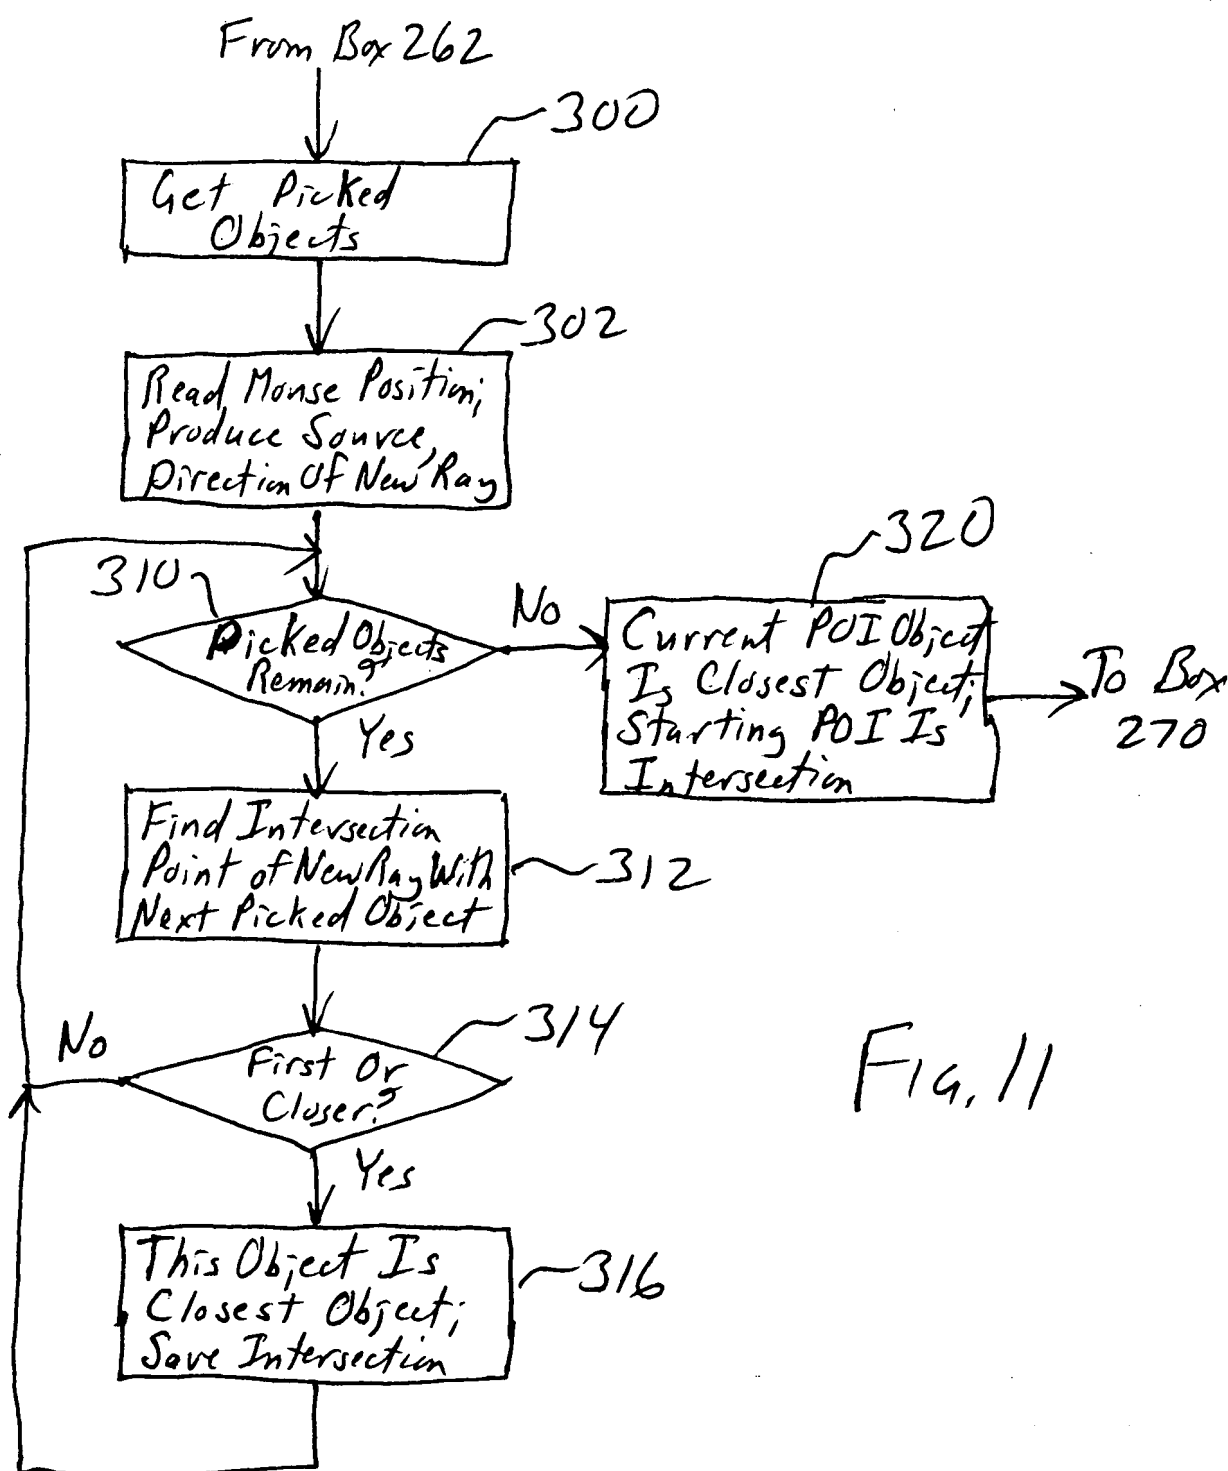 From Box 262
300
Get Picked
Objects
302
Read Mouse Position;
Produce Source,
Direction Of New Ray
310
Picked Objects
Remain?
No
320
Current POI Object
Is Closest Object;
Starting POI Is
Intersection
To Box
270
Yes
Find Intersection
Point of New Ray With
Next Picked Object
312
No
First Or
Closer?
314
Fig. 11
Yes
This Object Is
Closest Object;
Save Intersection
316